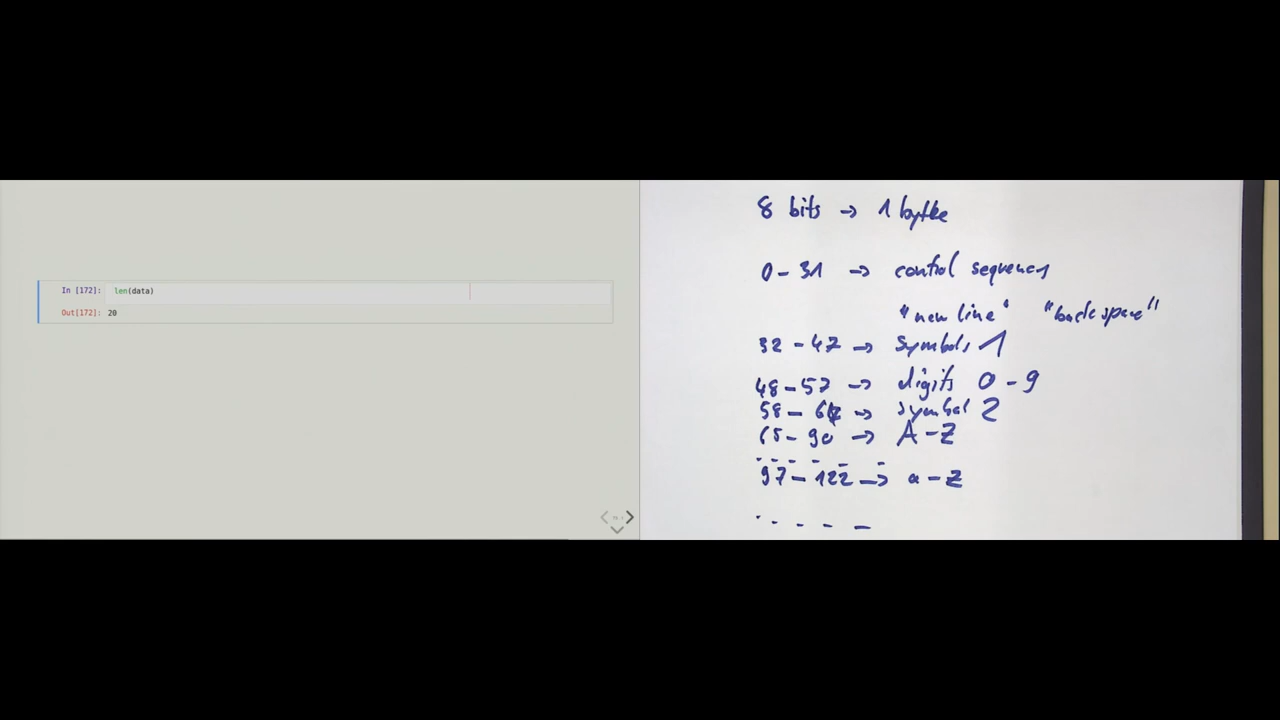 In [172]: len(data)
Out[172]: 20
8 bits → 1 bytke
0 - 31 → control sequences
"new line" "backspace"
32 - 47 → symbols 1
48 - 57 → digits 0 - 9
58 - 64 → symbol 2
65 - 90 → A - Z
97 - 122 → a - z